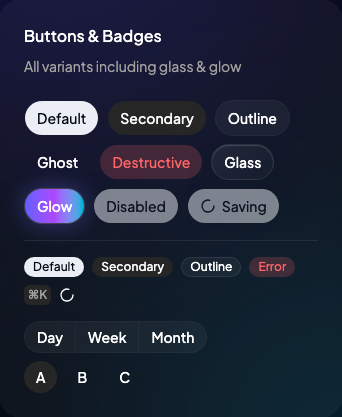 Buttons & Badges
All variants including glass & glow
Default Secondary Outline
Ghost Destructive Glass
Glow Disabled Saving
Default Secondary Outline Error
⌘K
Day Week Month
A B C